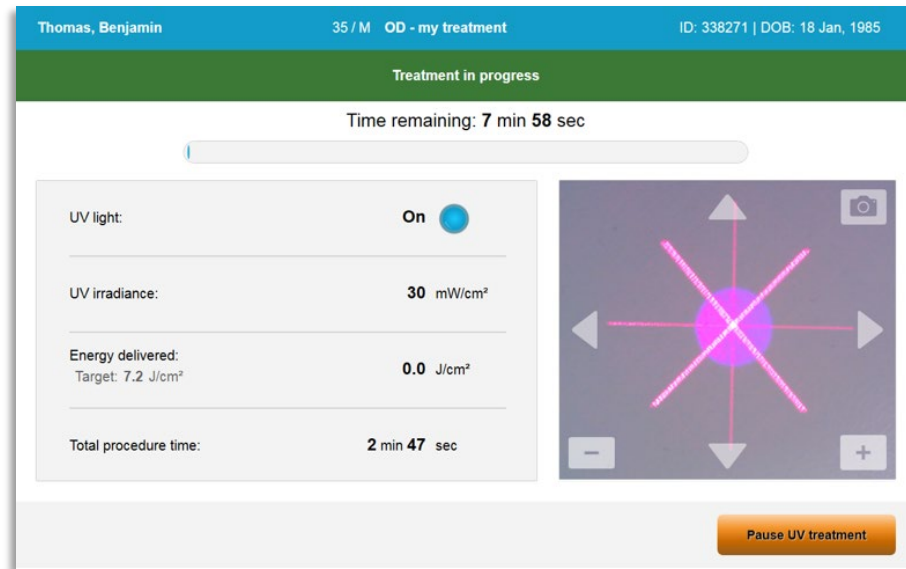 Thomas, Benjamin 35 / M OD - my treatment ID: 338271 | DOB: 18 Jan, 1985
Treatment in progress
Time remaining: 7 min 58 sec
UV light: On
UV irradiance: 30 mW/cm²
Energy delivered:
Target: 7.2 J/cm²
0.0 J/cm²
Total procedure time: 2 min 47 sec
Pause UV treatment